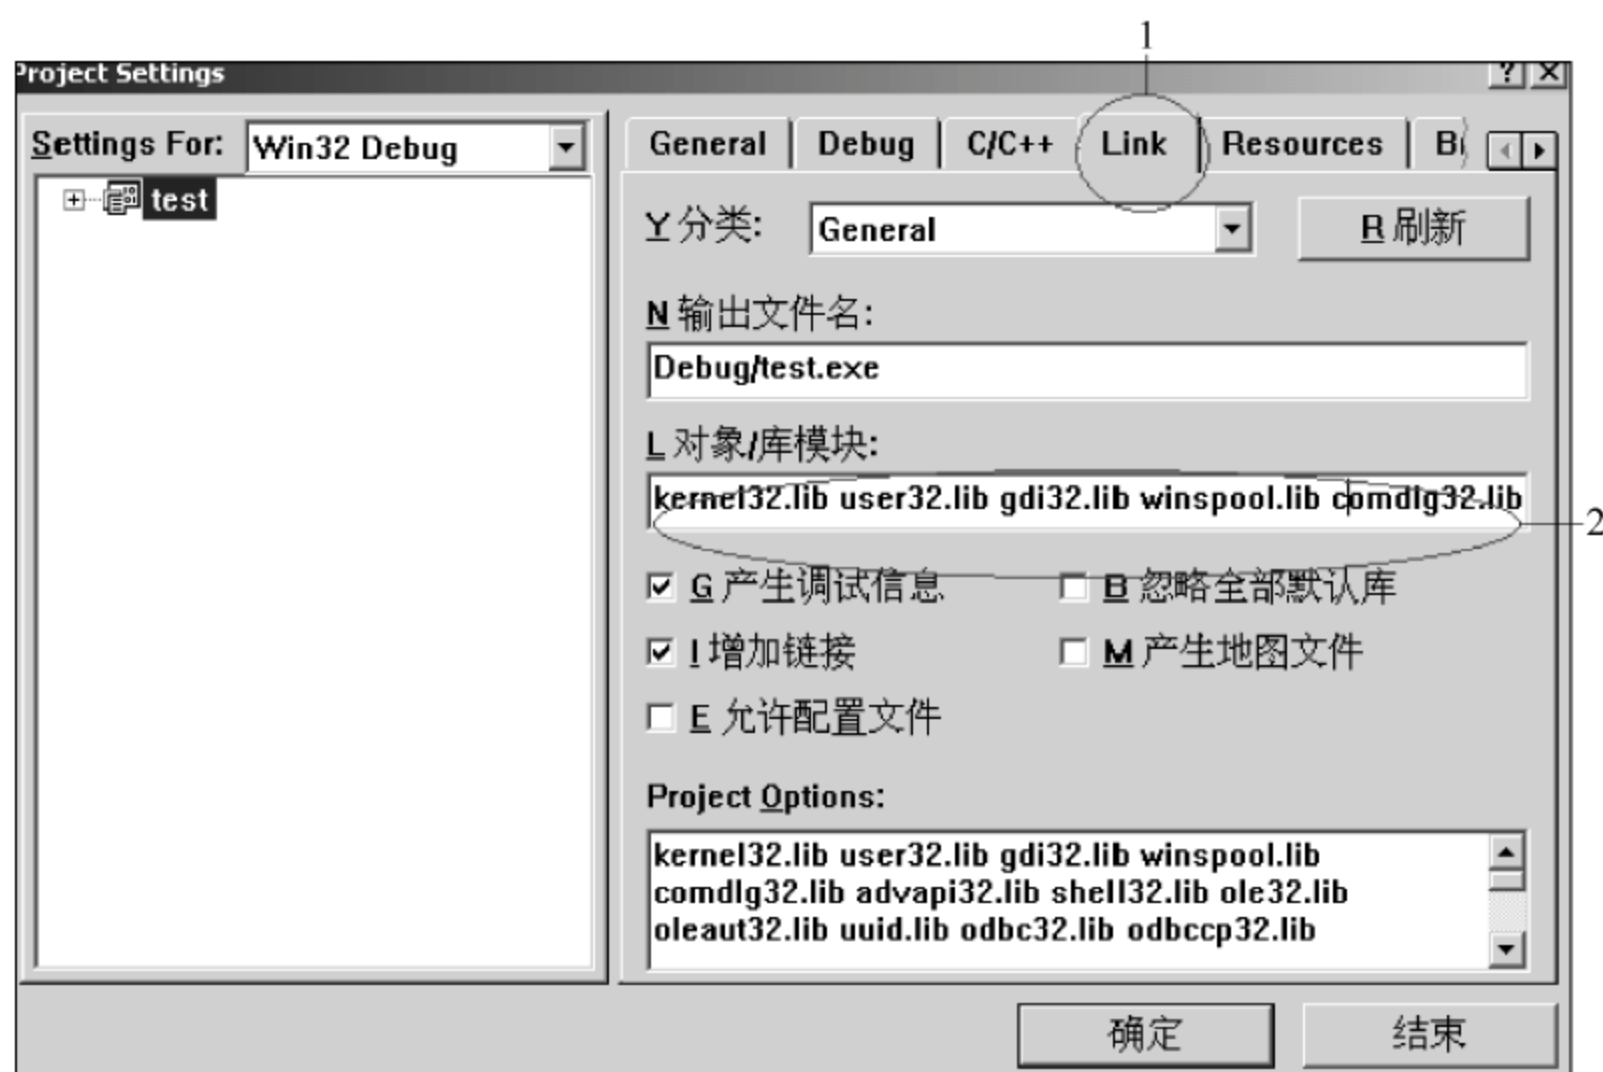 1
Project Settings
Settings For: Win32 Debug
test
General Debug C/C++ Link Resources
Y 分类: General R 刷新
N 输出文件名:
Debug/test.exe
L 对象/库模块:
kernel32.lib user32.lib gdi32.lib winspool.lib comdlg32.lib
2
G 产生调试信息 B 忽略全部默认库
I 增加链接 M 产生地图文件
E 允许配置文件
Project Options:
kernel32.lib user32.lib gdi32.lib winspool.lib
comdlg32.lib advapi32.lib shell32.lib ole32.lib
oleaut32.lib uuid.lib odbc32.lib odbccp32.lib
确定 结束